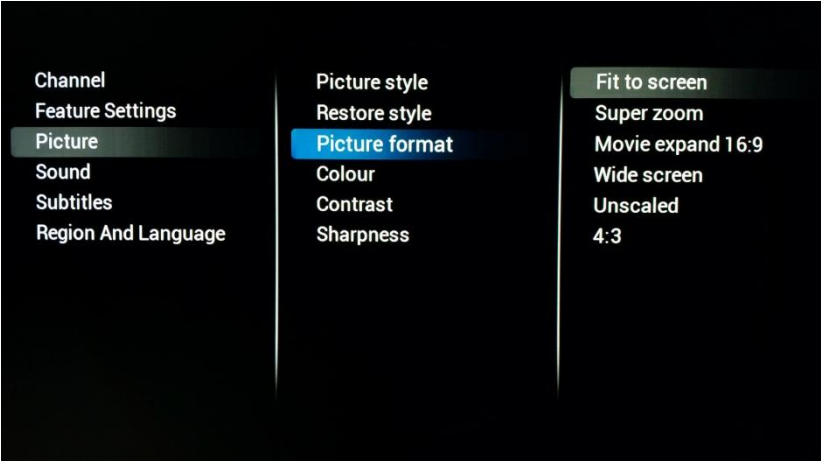 Channel
Feature Settings
Picture
Sound
Subtitles
Region And Language
Picture style
Restore style
Picture format
Colour
Contrast
Sharpness
Fit to screen
Super zoom
Movie expand 16:9
Wide screen
Unscaled
4:3